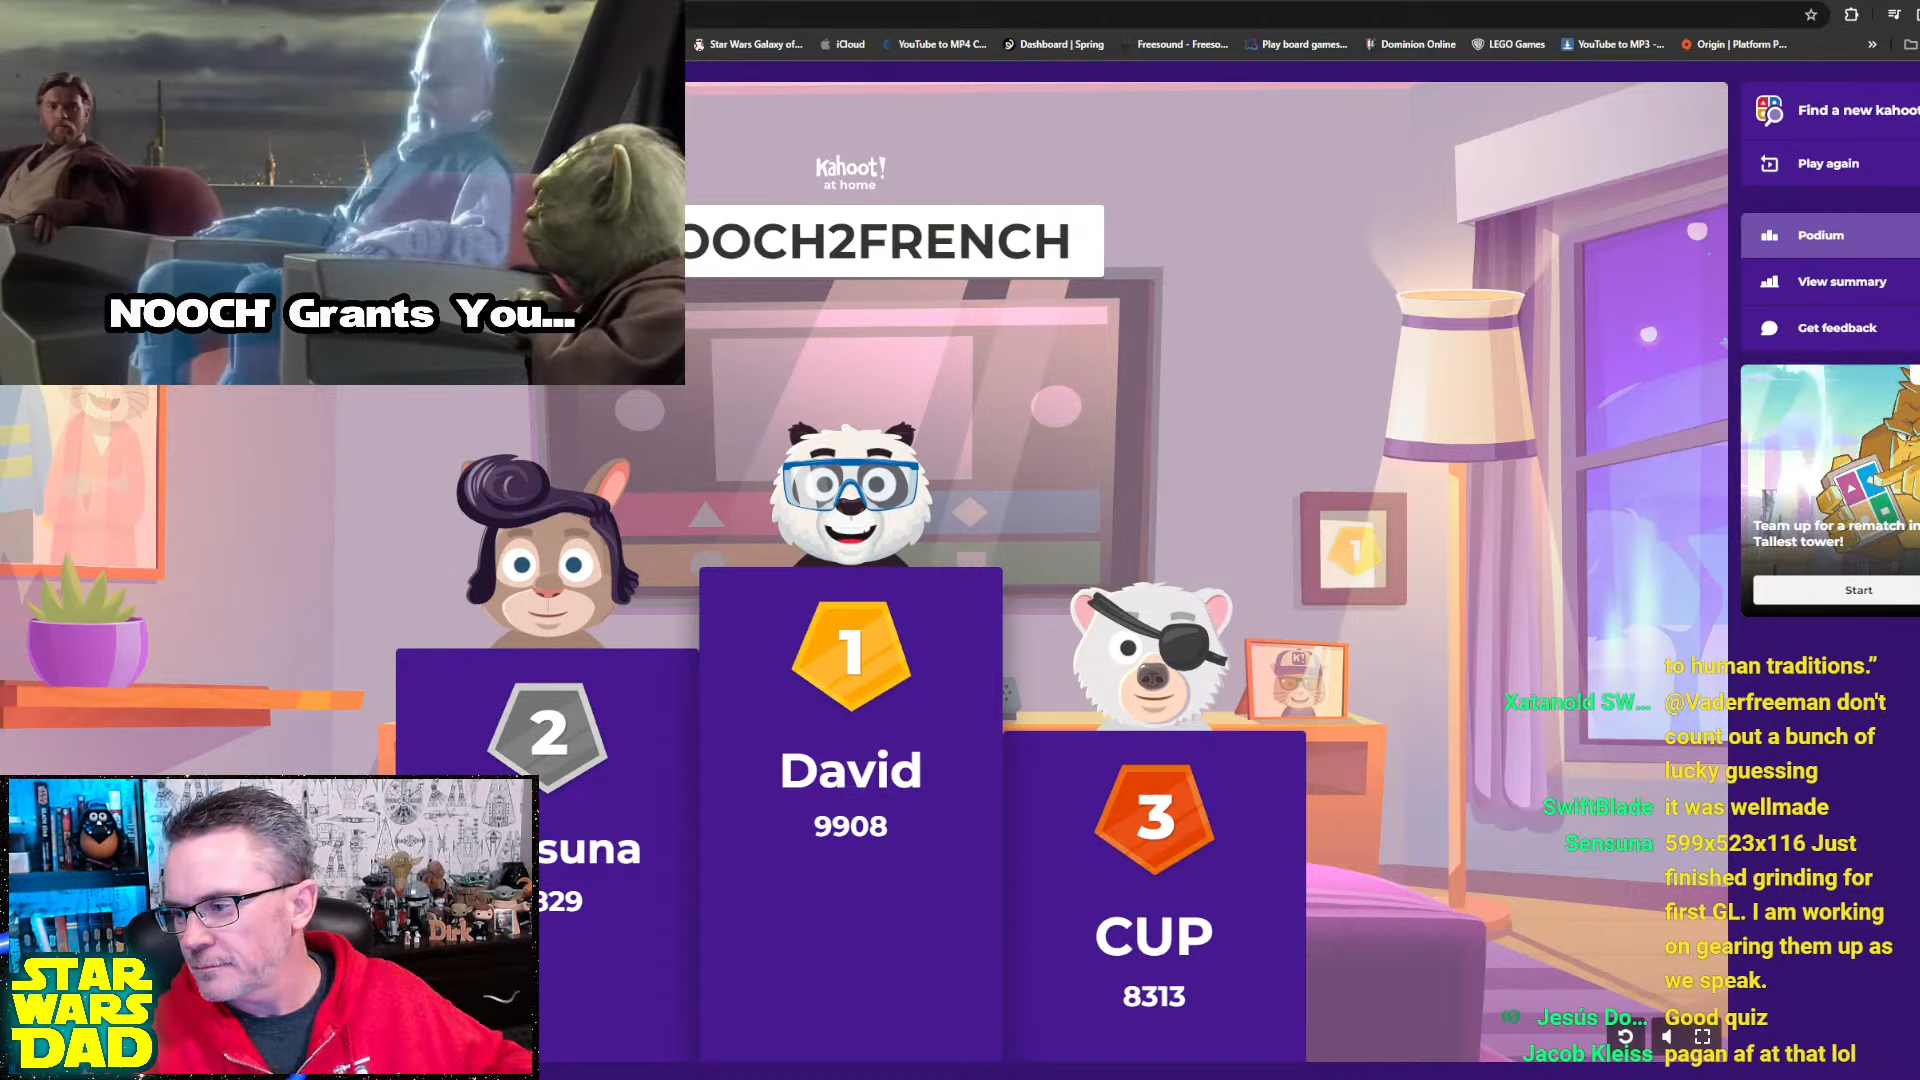 Star Wars Galaxy of...
iCloud
YouTube to MP4 C...
Dashboard | Spring
Freesound - Freeso...
Play board games...
Dominion Online
LEGO Games
YouTube to MP3 -...
Origin | Platform P...
»
Kahoot!
at home
OOCH2FRENCH
NOOCH Grants You...
Find a new kahoot
Play again
Podium
View summary
Get feedback
Team up for a rematch in
Tallest tower!
Start
1
1
David
9908
2
suna
329
3
CUP
8313
STAR
WARS
DAD
Dirk
to human traditions.”
Xatanold SW... @Vaderfreeman don't
count out a bunch of
lucky guessing
SwiftBlade it was wellmade
Sensuna 599x523x116 Just
finished grinding for
first GL. I am working
on gearing them up as
we speak.
Jesús Do... Good quiz
Jacob Kleiss pagan af at that lol